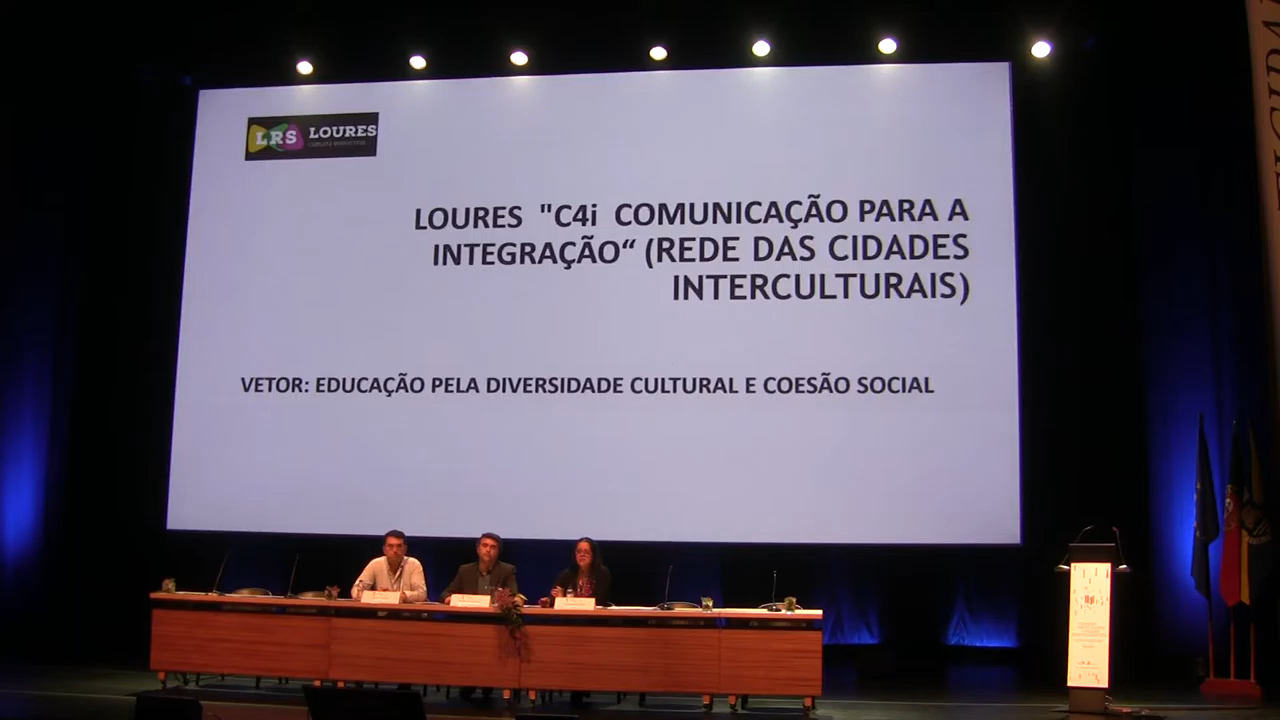 LRS LOURES
LOURES "C4i COMUNICAÇÃO PARA A
INTEGRAÇÃO“ (REDE DAS CIDADES
INTERCULTURAIS)
VETOR: EDUCAÇÃO PELA DIVERSIDADE CULTURAL E COESÃO SOCIAL